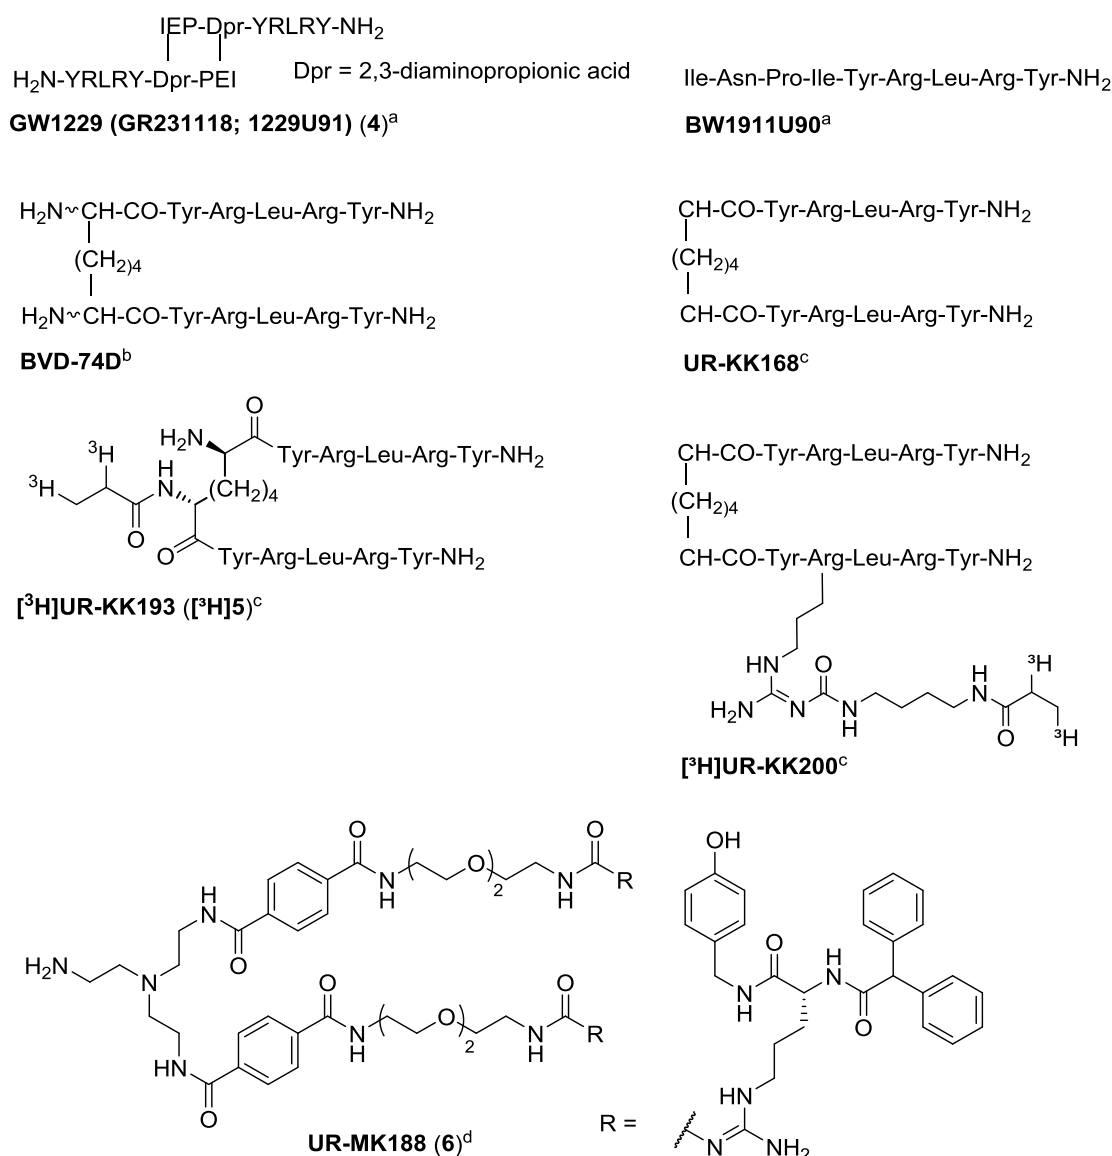 IEP-Dpr-YRLRY-NH2
H2N-YRLRY-Dpr-PEI
Dpr = 2,3-diaminopropionic acid
GW1229 (GR231118; 1229U91) (4)a
Ile-Asn-Pro-Ile-Tyr-Arg-Leu-Arg-Tyr-NH2
BW1911U90a
H2N~CH-CO-Tyr-Arg-Leu-Arg-Tyr-NH2
(CH2)4
H2N~CH-CO-Tyr-Arg-Leu-Arg-Tyr-NH2
BVD-74Db
CH-CO-Tyr-Arg-Leu-Arg-Tyr-NH2
(CH2)4
CH-CO-Tyr-Arg-Leu-Arg-Tyr-NH2
UR-KK168c
O
H2N
Tyr-Arg-Leu-Arg-Tyr-NH2
3H
3H
H
N
(CH2)4
O
O
Tyr-Arg-Leu-Arg-Tyr-NH2
[3H]UR-KK193 ([³H]5)c
CH-CO-Tyr-Arg-Leu-Arg-Tyr-NH2
(CH2)4
CH-CO-Tyr-Arg-Leu-Arg-Tyr-NH2
HN
O
H
N
³H
H2N
N
N
H
O
³H
[³H]UR-KK200c
O
O
N
H
O
2
N
H
R
H
N
O
H2N
N
O
O
N
H
O
2
N
H
R
HN
O
UR-MK188 (6)d
OH
O
H
N
N
H
O
HN
R =
N
NH2